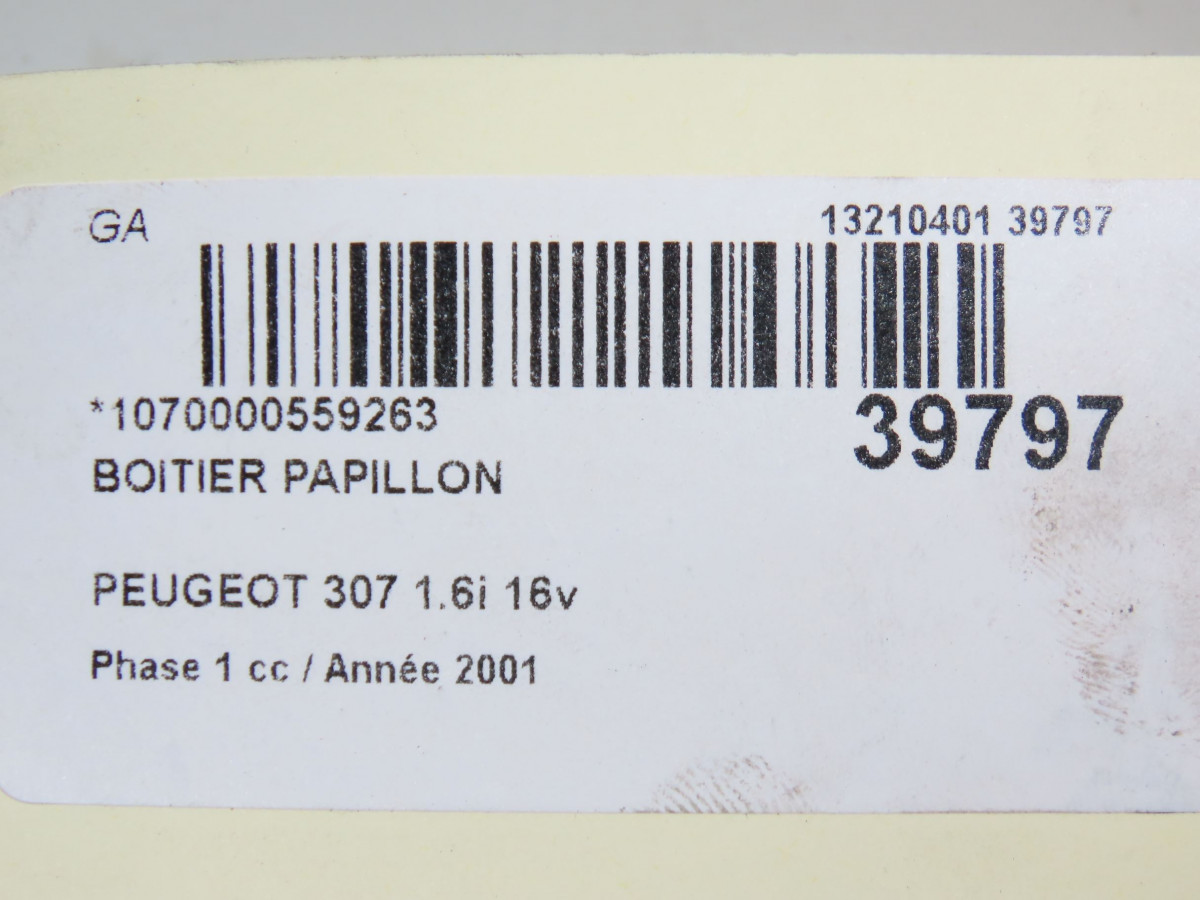 GA
13210401 39797
*1070000559263
39797
BOITIER PAPILLON
PEUGEOT 307 1.6i 16v
Phase 1 cc / Année 2001